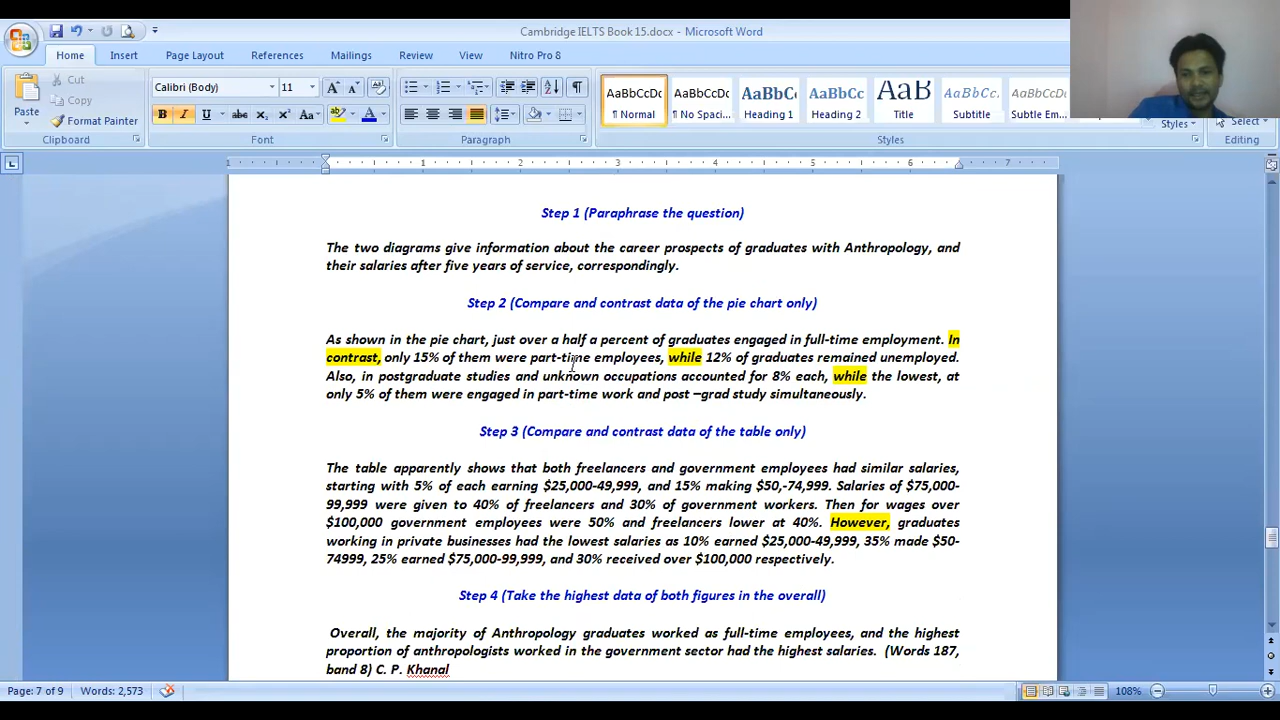 Cambridge IELTS Book 15.docx - Microsoft Word
Home Insert Page Layout References Mailings Review View Nitro Pro 8
Paste
Cut
Copy
Format Painter
Clipboard
Calibri (Body) 11
Font
Paragraph
AaBbCcDc AaBbCcDc AaBbC AaBbCc AaB AaBbCc. AaBbCcDc
¶ Normal ¶ No Spaci... Heading 1 Heading 2 Title Subtitle Subtle Em...
Styles
Styles
Select
Editing
Step 1 (Paraphrase the question)
The two diagrams give information about the career prospects of graduates with Anthropology, and
their salaries after five years of service, correspondingly.
Step 2 (Compare and contrast data of the pie chart only)
As shown in the pie chart, just over a half a percent of graduates engaged in full-time employment. In
contrast, only 15% of them were part-time employees, while 12% of graduates remained unemployed.
Also, in postgraduate studies and unknown occupations accounted for 8% each, while the lowest, at
only 5% of them were engaged in part-time work and post –grad study simultaneously.
Step 3 (Compare and contrast data of the table only)
The table apparently shows that both freelancers and government employees had similar salaries,
starting with 5% of each earning $25,000-49,999, and 15% making $50,-74,999. Salaries of $75,000-
99,999 were given to 40% of freelancers and 30% of government workers. Then for wages over
$100,000 government employees were 50% and freelancers lower at 40%. However, graduates
working in private businesses had the lowest salaries as 10% earned $25,000-49,999, 35% made $50-
74999, 25% earned $75,000-99,999, and 30% received over $100,000 respectively.
Step 4 (Take the highest data of both figures in the overall)
Overall, the majority of Anthropology graduates worked as full-time employees, and the highest
proportion of anthropologists worked in the government sector had the highest salaries. (Words 187,
band 8) C. P. Khanal
Page: 7 of 9 Words: 2,573 108%